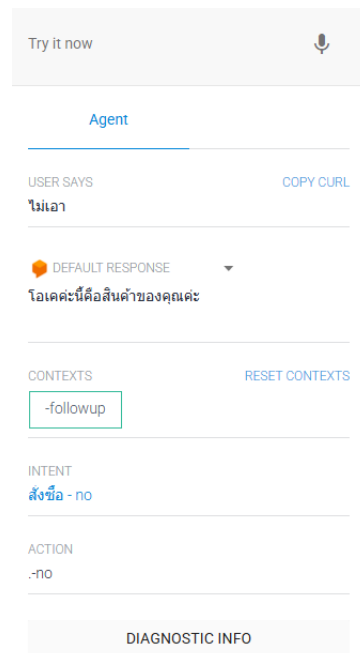 Try it now
Agent
USER SAYS COPY CURL
ไม่เอา
DEFAULT RESPONSE
โอเคค่ะนี้คือสินค้าของคุณค่ะ
CONTEXTS RESET CONTEXTS
-followup
INTENT
สั่งซื้อ - no
ACTION
.-no
DIAGNOSTIC INFO